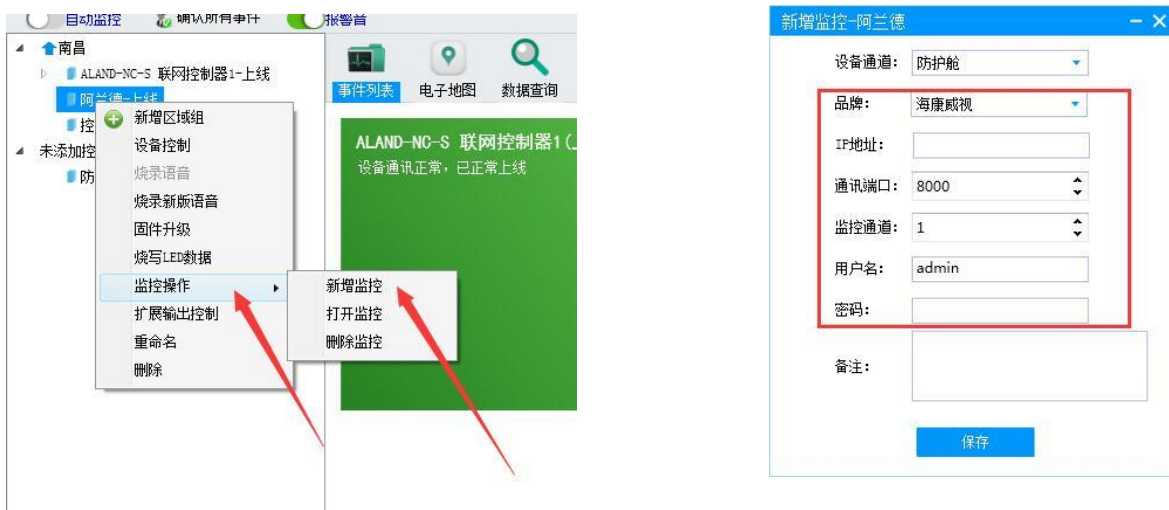 自动监控 确认所有事件 报警音
南昌
ALAND-NC-S 联网控制器1-上线
阿兰德-上线
控
未添加控
防
新增区域组
设备控制
烧录语音
烧录新版语音
固件升级
烧写LED数据
监控操作
扩展输出控制
重命名
删除
新增监控
打开监控
删除监控
事件列表 电子地图 数据查询
ALAND-NC-S 联网控制器1(
设备通讯正常，已正常上线
新增监控-阿兰德
设备通道： 防护舱
品牌： 海康威视
IP地址：
通讯端口： 8000
监控通道： 1
用户名： admin
密码：
备注：
保存